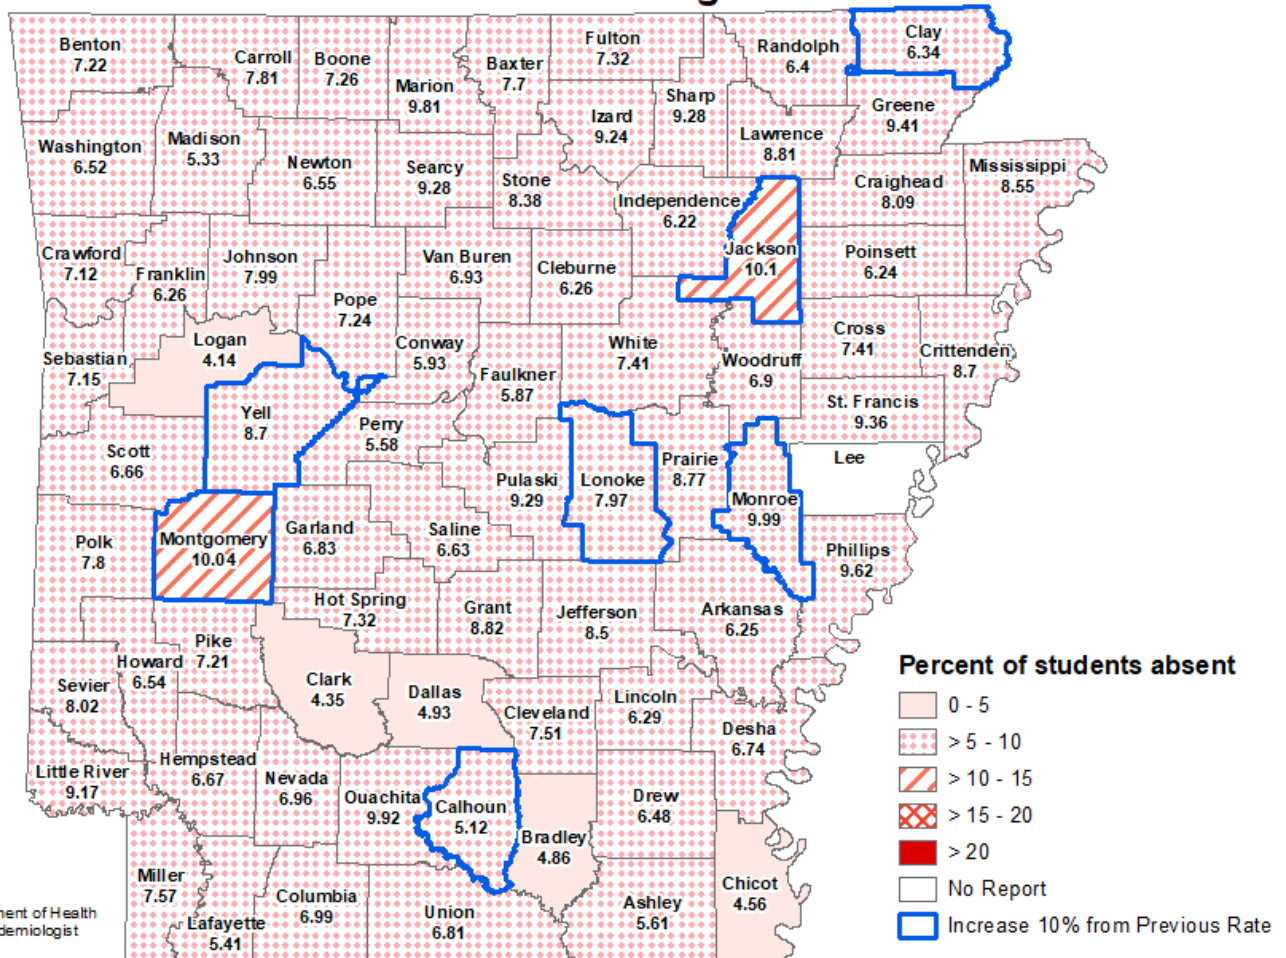 Benton
7.22
Carroll
7.81
Boone
7.26
Marion
9.81
Baxter
7.7
Fulton
7.32
Randolph
6.4
Clay
6.34
Izard
9.24
Sharp
9.28
Greene
9.41
Lawrence
8.81
Washington
6.52
Madison
5.33
Newton
6.55
Searcy
9.28
Stone
8.38
Independence
6.22
Craighead
8.09
Mississippi
8.55
Crawford
7.12
Franklin
6.26
Johnson
7.99
Pope
7.24
Van Buren
6.93
Cleburne
6.26
Jackson
10.1
Poinsett
6.24
Logan
4.14
Sebastian
7.15
Conway
5.93
Faulkner
5.87
White
7.41
Woodruff
6.9
Cross
7.41
Crittenden
8.7
St. Francis
9.36
Yell
8.7
Perry
5.58
Scott
6.66
Pulaski
9.29
Lonoke
7.97
Prairie
8.77
Monroe
9.99
Lee
Polk
7.8
Montgomery
10.04
Garland
6.83
Saline
6.63
Phillips
9.62
Hot Spring
7.32
Grant
8.82
Jefferson
8.5
Arkansas
6.25
Howard
6.54
Pike
7.21
Sevier
8.02
Clark
4.35
Dallas
4.93
Cleveland
7.51
Lincoln
6.29
Desha
6.74
Little River
9.17
Hempstead
6.67
Nevada
6.96
Ouachita
9.92
Calhoun
5.12
Bradley
4.86
Drew
6.48
Miller
7.57
Lafayette
5.41
Columbia
6.99
Union
6.81
Ashley
5.61
Chicot
4.56
Percent of students absent
0 - 5
> 5 - 10
> 10 - 15
> 15 - 20
> 20
No Report
Increase 10% from Previous Rate
of Health